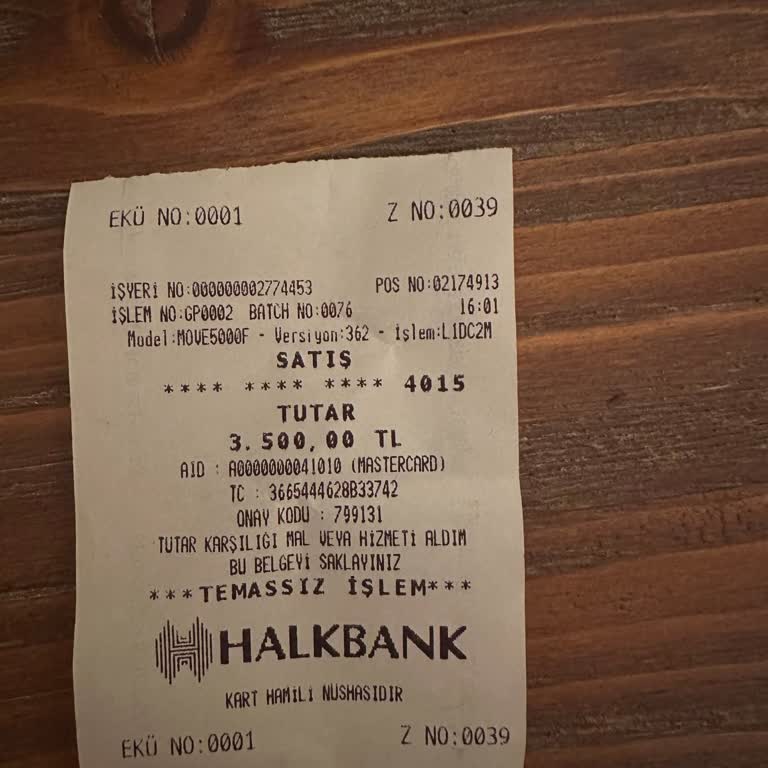 EKÜ NO:0001 Z NO:0039
İŞYERİ NO:000000002774453 POS NO:02174913
İŞLEM NO:GP0002 BATCH NO:0076 16:01
Model:MOVE5000F - Versiyon:362 - İşlem:L1DC2M
SATIŞ
**** **** **** 4015
TUTAR
3.500,00 TL
AID : A0000000041010 (MASTERCARD)
TC : 3665444628B33742
ONAY KODU : 799131
TUTAR KARŞILIĞI MAL VEYA HİZMETİ ALDIM
BU BELGEYİ SAKLAYINIZ
***TEMASSIZ İŞLEM***
HALKBANK
KART HAMİLİ NÜSHASIDIR
EKÜ NO:0001 Z NO:0039